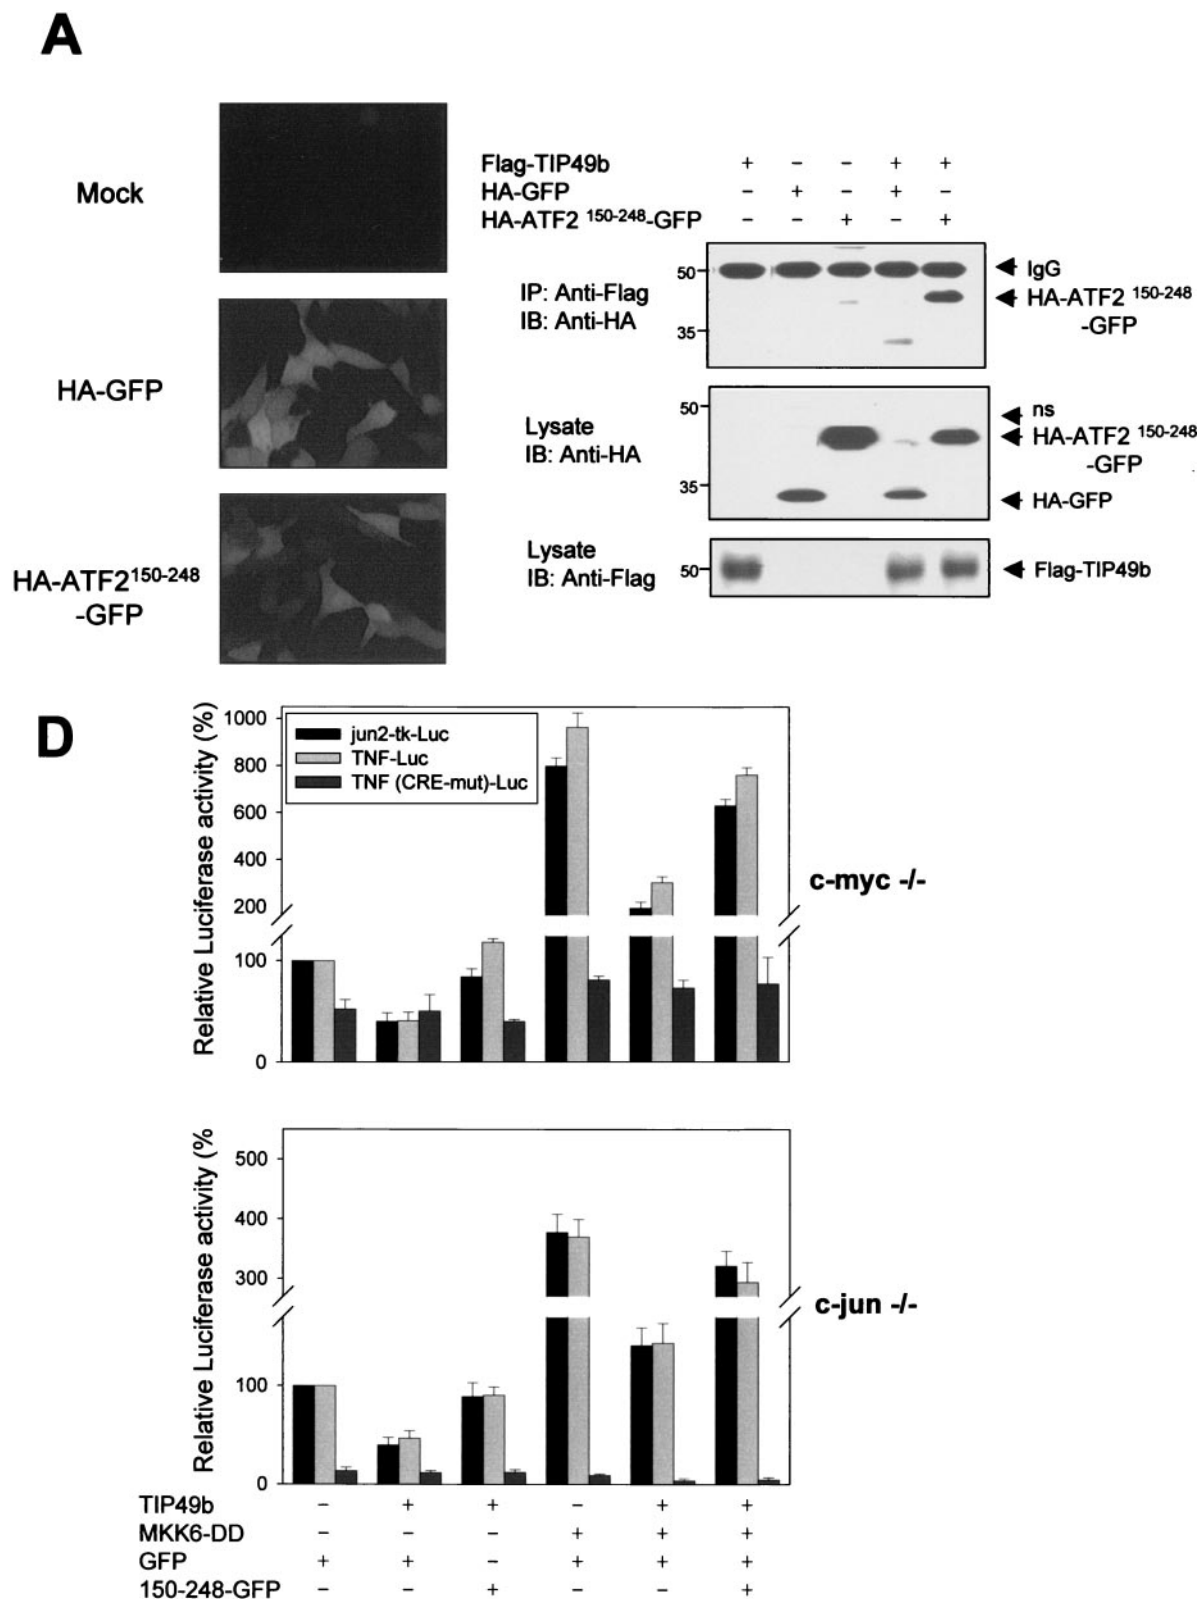 A
Mock
HA-GFP
HA-ATF2150-248
-GFP
Flag-TIP49b + – – + +
HA-GFP – + – + –
HA-ATF2 150-248-GFP – – + – +
IP: Anti-Flag
IB: Anti-HA
50
35
IgG
HA-ATF2 150-248
-GFP
Lysate
IB: Anti-HA
50
35
ns
HA-ATF2 150-248
-GFP
HA-GFP
Lysate
IB: Anti-Flag
50
Flag-TIP49b
D
Relative Luciferase activity (%)
1000
800
600
400
200
100
0
jun2-tk-Luc
TNF-Luc
TNF (CRE-mut)-Luc
c-myc -/-
Relative Luciferase activity (%
500
400
300
100
0
c-jun -/-
TIP49b – + + – + +
MKK6-DD – – – + + +
GFP + + – + + +
150-248-GFP – – + – – +